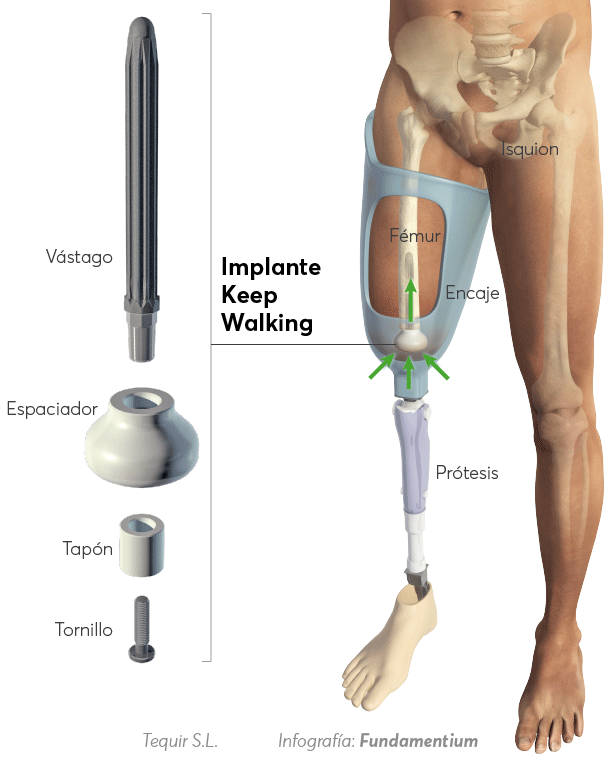 Vástago
Implante
Keep
Walking
Espaciador
Tapón
Tornillo
Isquion
Fémur
Encaje
Prótesis
Tequir S.L.
Infografía: Fundamentium